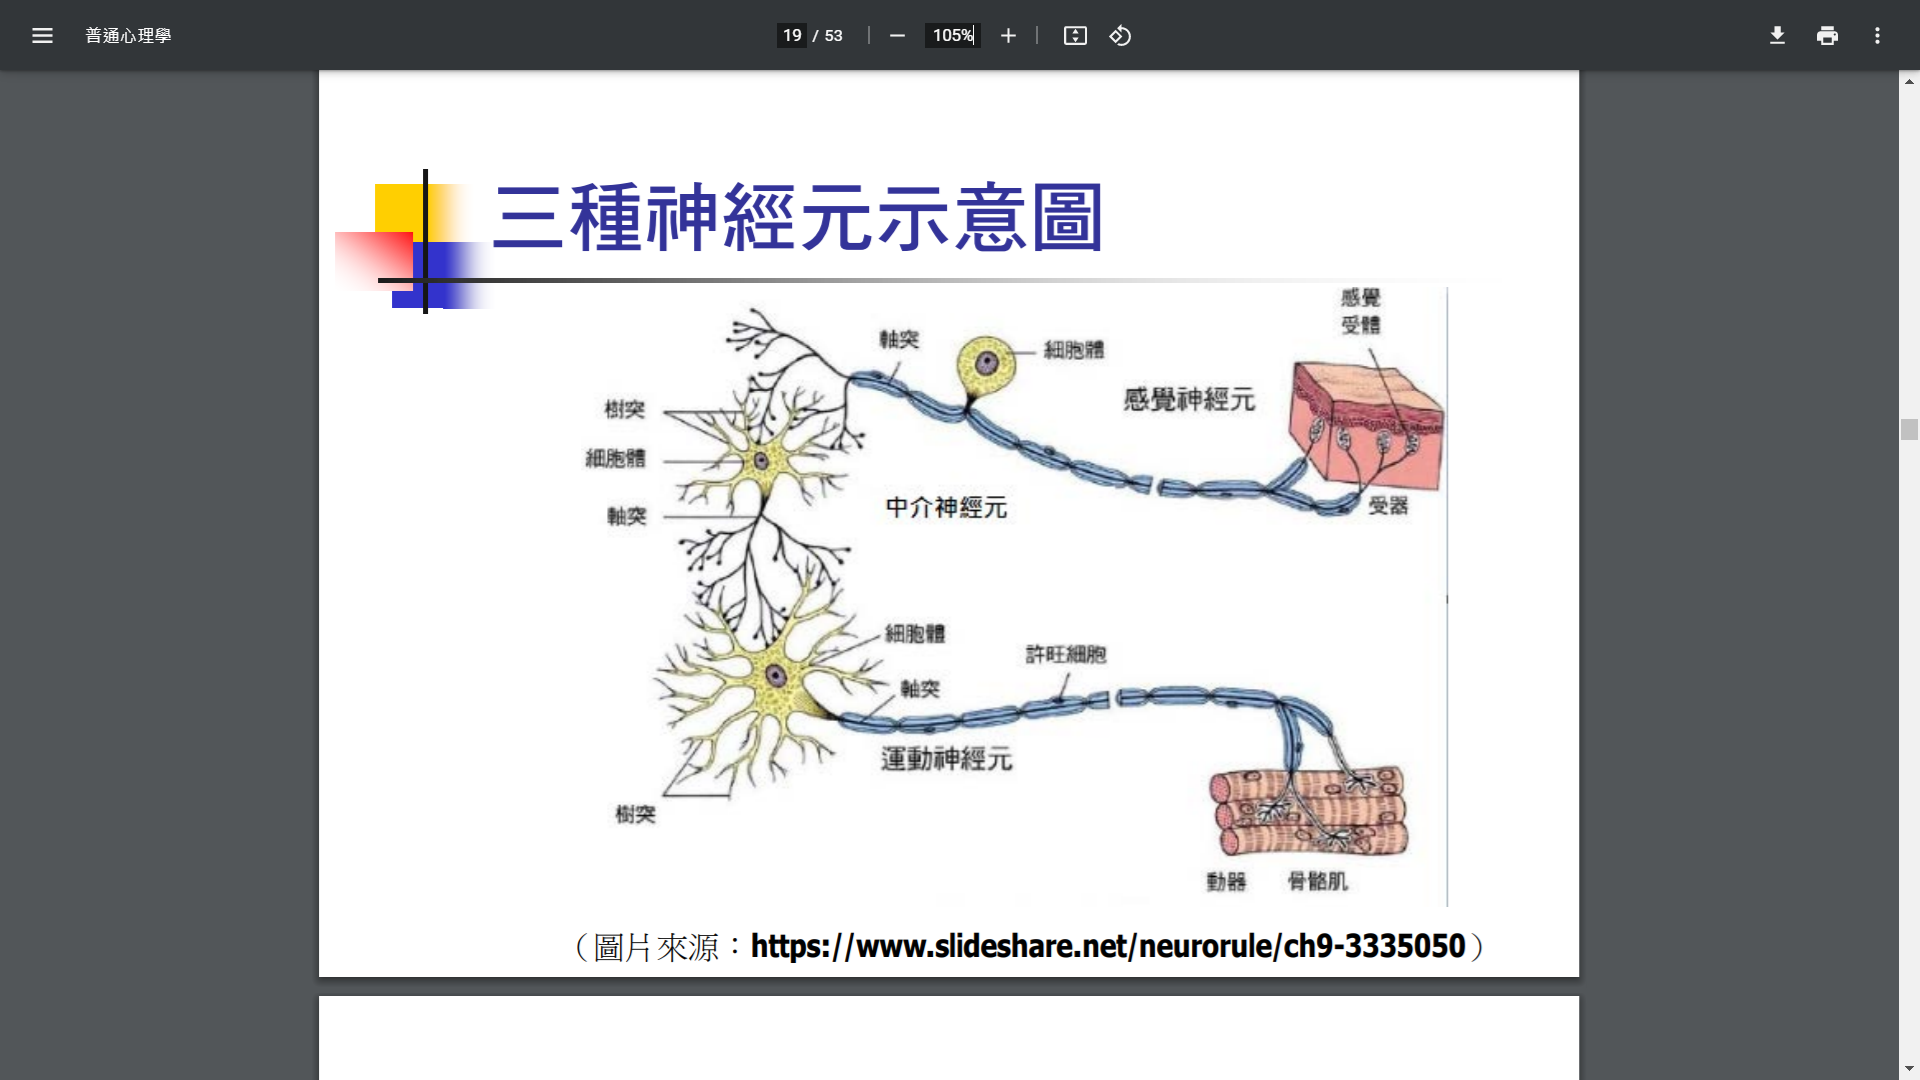 普通心理學
19 / 53
105%
三種神經元示意圖
感覺
受體
軸突
細胞體
感覺神經元
樹突
細胞體
中介神經元
受器
軸突
細胞體
許旺細胞
軸突
運動神經元
樹突
動器 骨骼肌
（圖片來源：https://www.slideshare.net/neurorule/ch9-3335050）